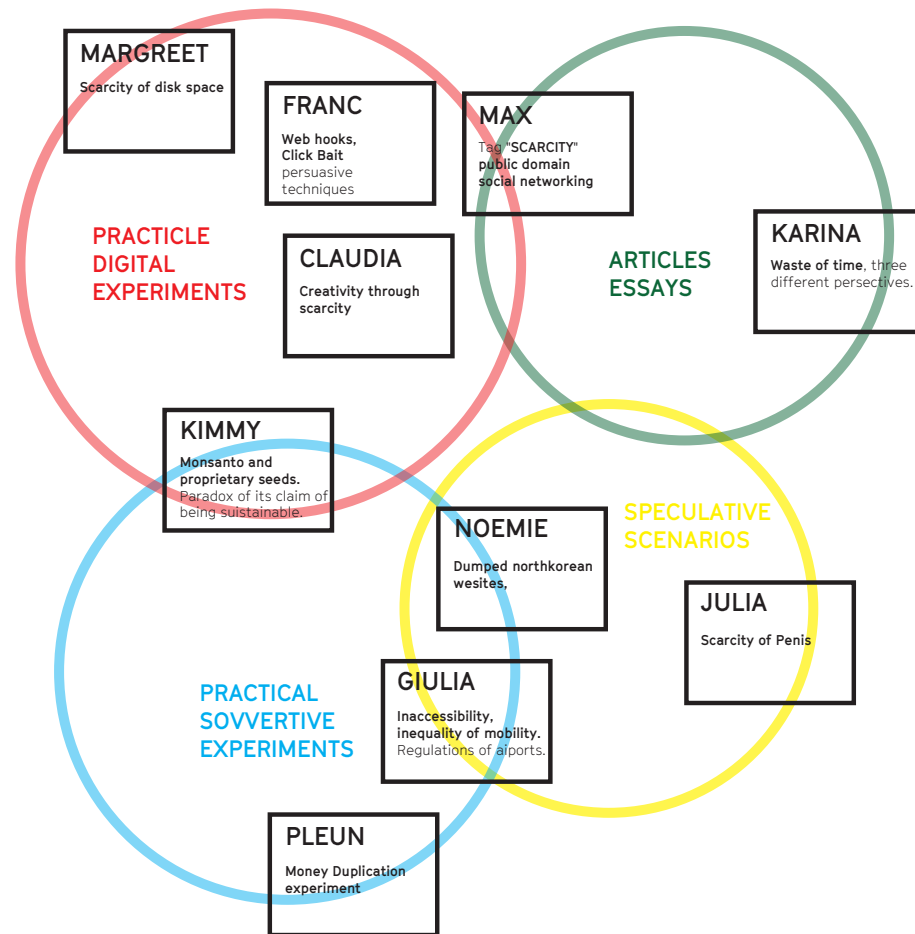 MARGREET
Scarcity of disk space
FRANC
Web hooks,
Click Bait
persuasive
techniques
MAX
Tag "SCARCITY"
public domain
social networking
KARINA
Waste of time, three
different persectives.
PRACTICLE
DIGITAL
EXPERIMENTS
CLAUDIA
Creativity through
scarcity
ARTICLES
ESSAYS
KIMMY
Monsanto and
proprietary seeds.
Paradox of its claim of
being suistainable.
NOEMIE
Dumped northkorean
wesites,
SPECULATIVE
SCENARIOS
JULIA
Scarcity of Penis
PRACTICAL
SOVVERTIVE
EXPERIMENTS
GIULIA
Inaccessibility,
inequality of mobility.
Regulations of aiports.
PLEUN
Money Duplication
experiment